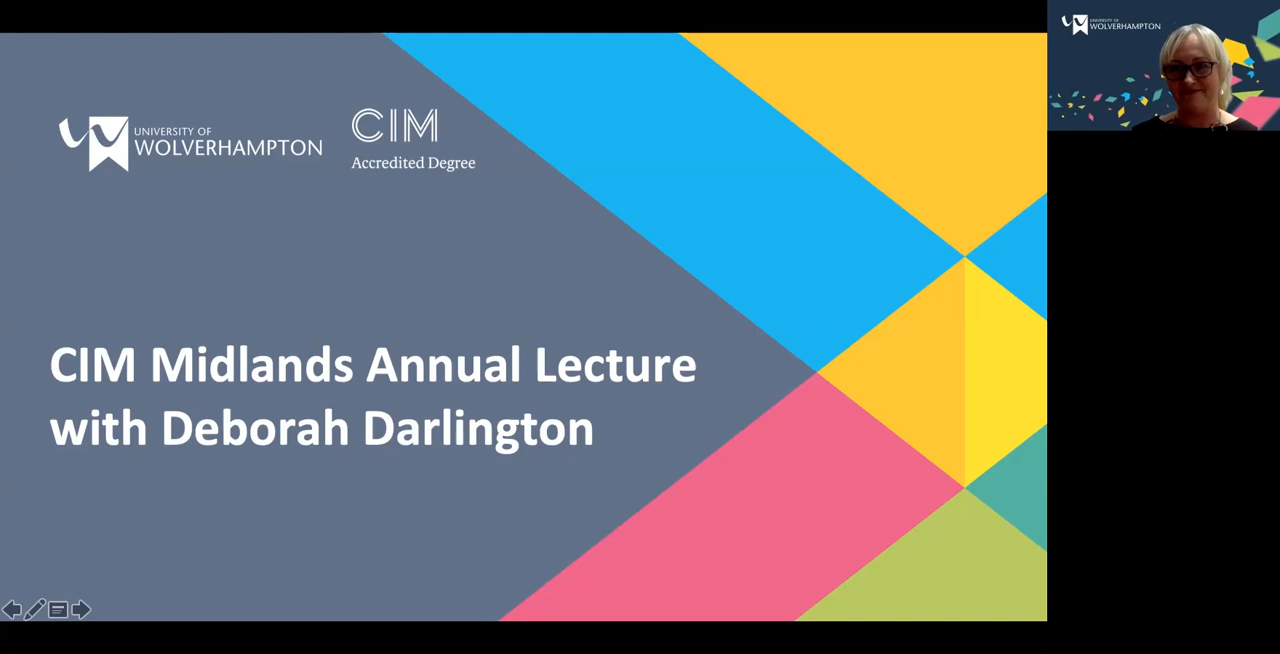 UNIVERSITY OF
WOLVERHAMPTON
CIM
Accredited Degree
CIM Midlands Annual Lecture
with Deborah Darlington
UNIVERSITY OF
WOLVERHAMPTON